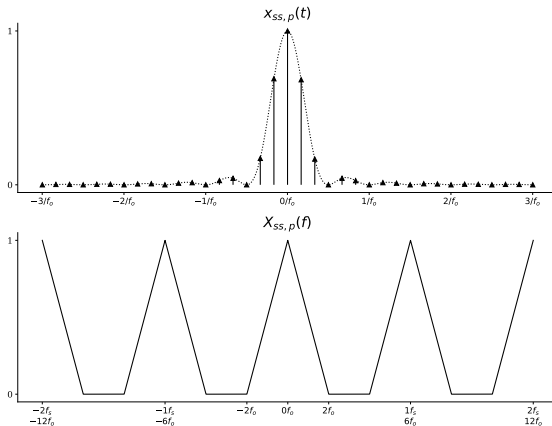 x_{ss,p}(t)
1
0
−3/f_o −2/f_o −1/f_o 0/f_o 1/f_o 2/f_o 3/f_o
X_{ss,p}(f)
1
0
−2f_s −1f_s −2f_o 0f_o 2f_o 1f_s 2f_s
−12f_o −6f_o 6f_o 12f_o